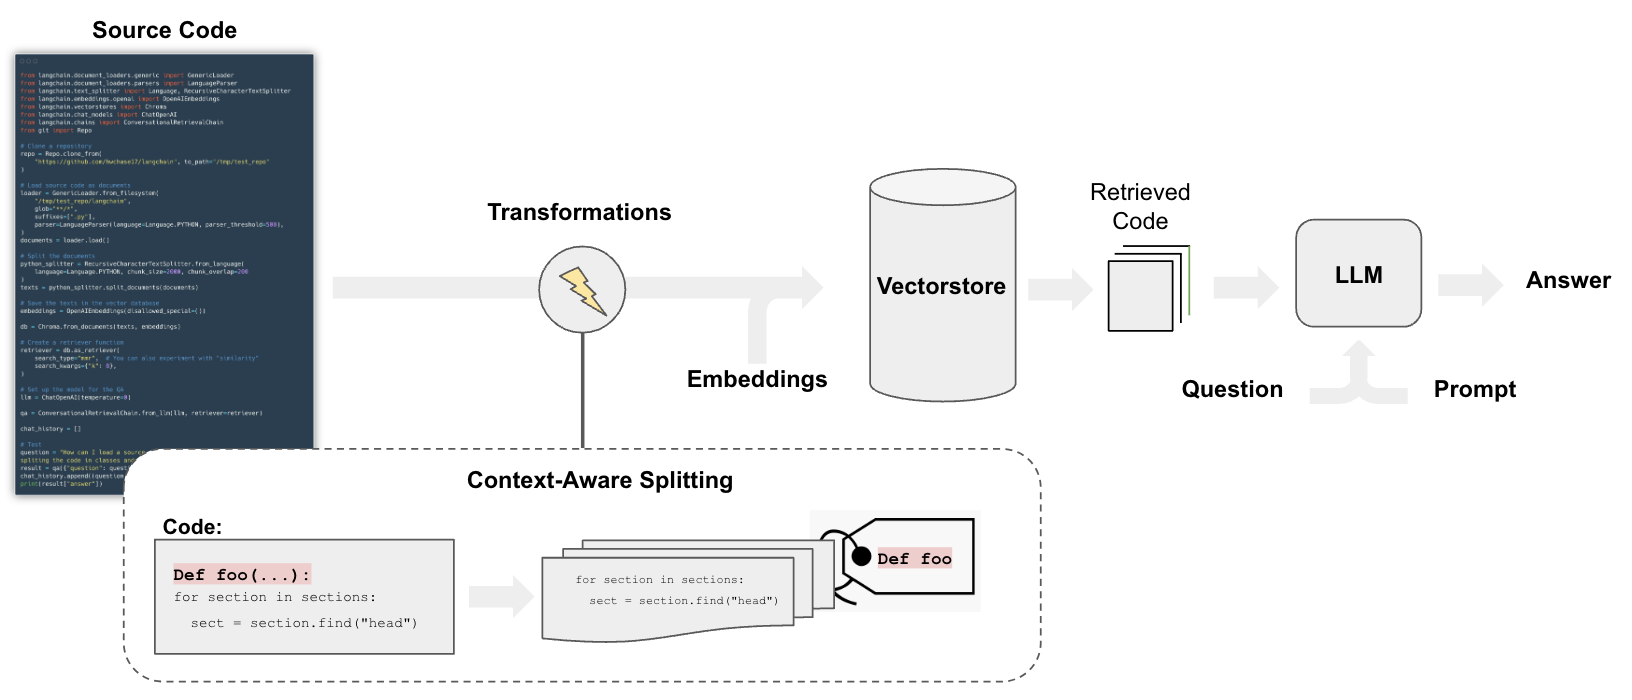 Source Code
from langchain.document_loaders.generic import GenericLoader
from langchain.document_loaders.parsers import LanguageParser
from langchain.text_splitter import Language, RecursiveCharacterTextSplitter
from langchain.embeddings.openai import OpenAIEmbeddings
from langchain.vectorstores import Chroma
from langchain.chat_models import ChatOpenAI
from langchain.chains import ConversationalRetrievalChain
from git import Repo
# Clone a repository
repo = Repo.clone_from(
"https://github.com/hwchase17/langchain", to_path="/tmp/test_repo"
)
# Load source code as documents
loader = GenericLoader.from_filesystem(
"/tmp/test_repo/langchain",
glob="**/*",
suffixes=[".py"],
parser=LanguageParser(language=Language.PYTHON, parser_threshold=500),
)
documents = loader.load()
# Split the documents
python_splitter = RecursiveCharacterTextSplitter.from_language(
language=Language.PYTHON, chunk_size=2000, chunk_overlap=200
)
texts = python_splitter.split_documents(documents)
# Save the texts in the vector database
embeddings = OpenAIEmbeddings(disallowed_special=())
db = Chroma.from_documents(texts, embeddings)
# Create a retriever function
retriever = db.as_retriever(
search_type="mmr", # You can also experiment with "similarity"
search_kwargs={"k": 8},
)
# Set up the model for the QA
llm = ChatOpenAI(temperature=0)
qa = ConversationalRetrievalChain.from_llm(llm, retriever=retriever)
chat_history = []
# Test
question = "How can I load a source
spliting the code in classes and
result = qa({"question": quest
chat_history.append((question
print(result["answer"])
Transformations
Embeddings
Vectorstore
Retrieved
Code
LLM
Answer
Question
Prompt
Context-Aware Splitting
Code:
Def foo(...):
for section in sections:
sect = section.find("head")
for section in sections:
sect = section.find("head")
Def foo